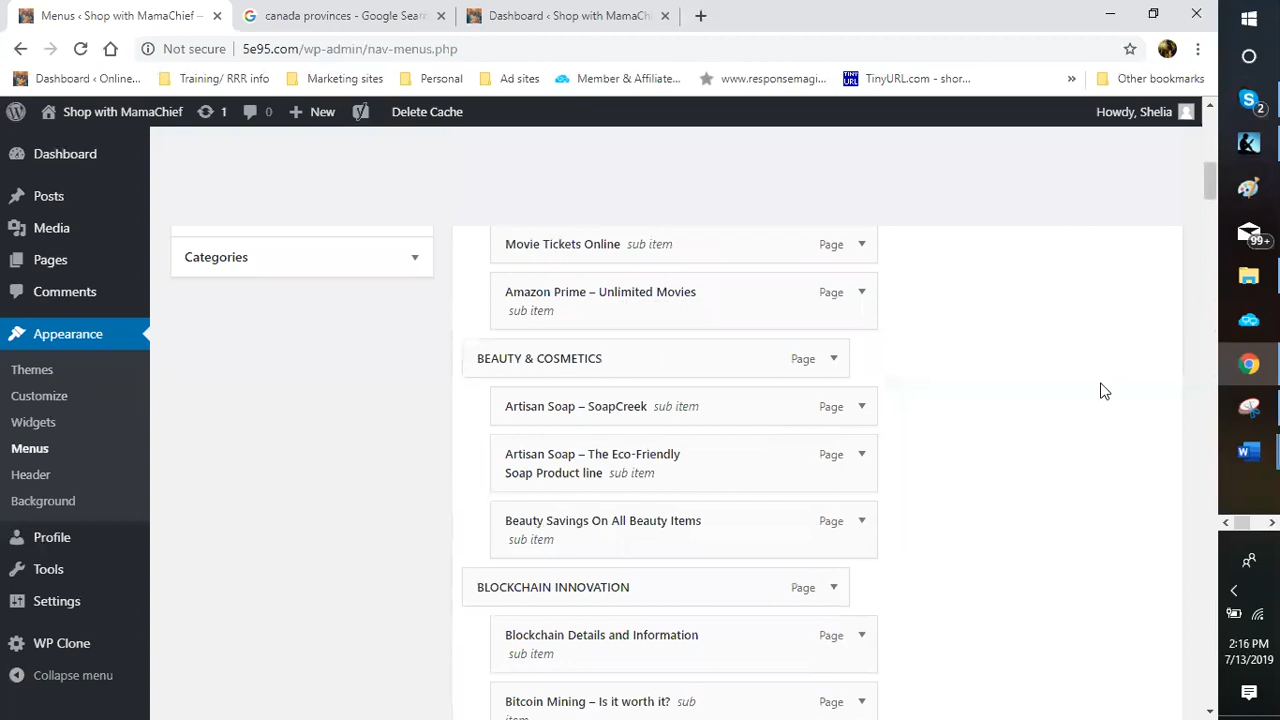 Menus ‹ Shop with MamaChief –
canada provinces - Google Sear
Dashboard ‹ Shop with MamaCh
Not secure
5e95.com/wp-admin/nav-menus.php
Dashboard ‹ Online...
Training/ RRR info
Marketing sites
Personal
Ad sites
Member & Affiliate...
www.responsemagi...
TINY URL
TinyURL.com - shor...
»
Other bookmarks
Shop with MamaChief
1
0
New
Delete Cache
Howdy, Shelia
Dashboard
Posts
Media
Pages
Comments
Appearance
Themes
Customize
Widgets
Menus
Header
Background
Profile
Tools
Settings
WP Clone
Collapse menu
Categories
Movie Tickets Online sub item Page
Amazon Prime – Unlimited Movies Page
sub item
BEAUTY & COSMETICS Page
Artisan Soap – SoapCreek sub item Page
Artisan Soap – The Eco-Friendly Page
Soap Product line sub item
Beauty Savings On All Beauty Items Page
sub item
BLOCKCHAIN INNOVATION Page
Blockchain Details and Information Page
sub item
Bitcoin Mining – Is it worth it? sub Page
item
2
99+
2:16 PM
7/13/2019